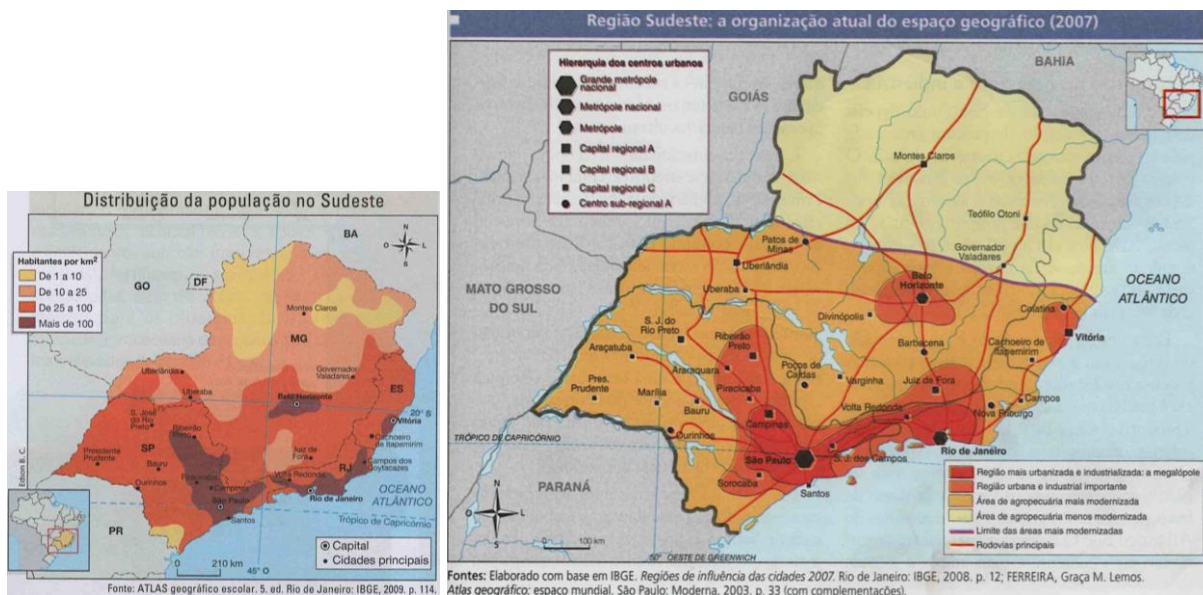 Distribuição da população no Sudeste
Habitantes por km²
De 1 a 10
De 10 a 25
De 25 a 100
Mais de 100
BA
GO
DF
Montes Claros
MG
Uberlândia
Governador
Valadares
ES
Uberaba
Belo Horizonte
20° S
Vitória
S. José
do Rio
Preto
Ribeirão
Preto
Cachoeiro
de Itapemirim
SP
Juiz de
Fora
RJ
Presidente
Prudente
Bauru
Piracicaba
Campinas
Volta Redonda
Campos dos
Goytacazes
Rio de Janeiro
Ourinhos
São Paulo
Santos
OCEANO
ATLÂNTICO
Trópico de Capricórnio
PR
Capital
Cidades principais
0 210 km
45° O
N
S
O
L
Edson B. C.
Fonte: ATLAS geográfico escolar. 5. ed. Rio de Janeiro: IBGE, 2009. p. 114.
Região Sudeste: a organização atual do espaço geográfico (2007)
Hierarquia dos centros urbanos
Grande metrópole
nacional
Metrópole nacional
Metrópole
Capital regional A
Capital regional B
Capital regional C
Centro sub-regional A
BAHIA
GOIÁS
Montes Claros
Teófilo Otoni
Patos de
Minas
Uberlândia
Governador
Valadares
MATO GROSSO
DO SUL
Uberaba
Belo
Horizonte
OCEANO
ATLÂNTICO
Colatina
Divinópolis
Vitória
S. J. do
Rio Preto
Ribeirão
Preto
Barbacena
Cachoeiro de
Itapemirim
Araçatuba
Araraquara
Poços de
Caldas
Varginha
Juiz de Fora
Pres.
Prudente
Marília
Piracicaba
Bauru
Campinas
Volta Redonda
Nova Friburgo
Campos
Ourinhos
TRÓPICO DE CAPRICÓRNIO
São Paulo
S. J. dos Campos
Rio de Janeiro
Sorocaba
Santos
PARANÁ
N
S
O
L
0 100 km
50° OESTE DE GREENWICH
Região mais urbanizada e industrializada: a megalópole
Região urbana e industrial importante
Área de agropecuária mais modernizada
Área de agropecuária menos modernizada
Limite das áreas mais modernizadas
Rodovias principais
Fontes: Elaborado com base em IBGE. Regiões de influência das cidades 2007. Rio de Janeiro: IBGE, 2008. p. 12; FERREIRA, Graça M. Lemos.
Atlas geográfico: espaço mundial. São Paulo: Moderna, 2003. p. 33 (com complementações).